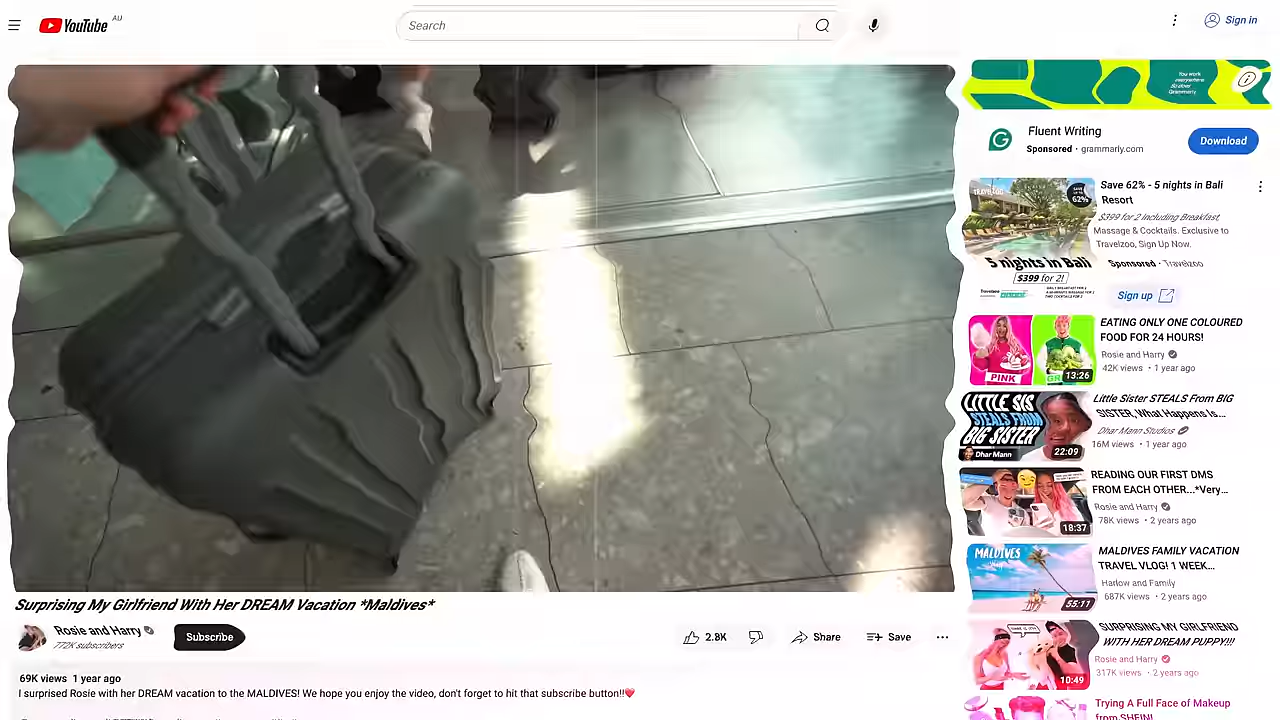 YouTube AU
Search
Sign in
You work
everywhere.
So does
Grammarly.
Fluent Writing
Sponsored · grammarly.com
Download
TRAVELZOO
62%
Save 62% - 5 nights in Bali
Resort
$399 for 2 Including Breakfast
Massage & Cocktails. Exclusive to
Travelzoo, Sign Up Now.
5 nights in Bali
$399 for 2!
Sponsored · Travelzoo
Sign up
EATING ONLY ONE COLOURED
FOOD FOR 24 HOURS!
Rosie and Harry
42K views · 1 year ago
PINK
13:26
Little Sister STEALS From BIG
SISTER, What Happens Is...
Dhar Mann Studios
16M views · 1 year ago
LITTLE SIS
STEALS FROM
BIG SISTER
Dhar Mann
22:09
READING OUR FIRST DMS
FROM EACH OTHER...*Very...
Rosie and Harry
78K views · 2 years ago
18:37
MALDIVES FAMILY VACATION
TRAVEL VLOG! 1 WEEK...
Harlow and Family
687K views · 2 years ago
MALDIVES
55:11
SURPRISING MY GIRLFRIEND
WITH HER DREAM PUPPY!!!
Rosie and Harry
317K views · 2 years ago
10:49
Trying A Full Face of Makeup
from SHEIN!
Surprising My Girlfriend With Her DREAM Vacation *Maldives*
Rosie and Harry
772K subscribers
Subscribe
2.8K
Share
Save
69K views 1 year ago
I surprised Rosie with her DREAM vacation to the MALDIVES! We hope you enjoy the video, don't forget to hit that subscribe button!!❤️